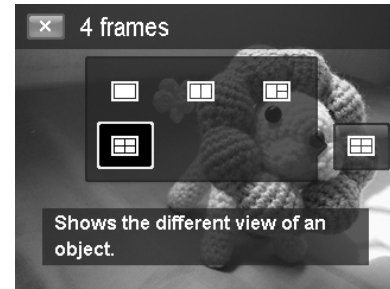 4 frames
Shows the different view of an
object.